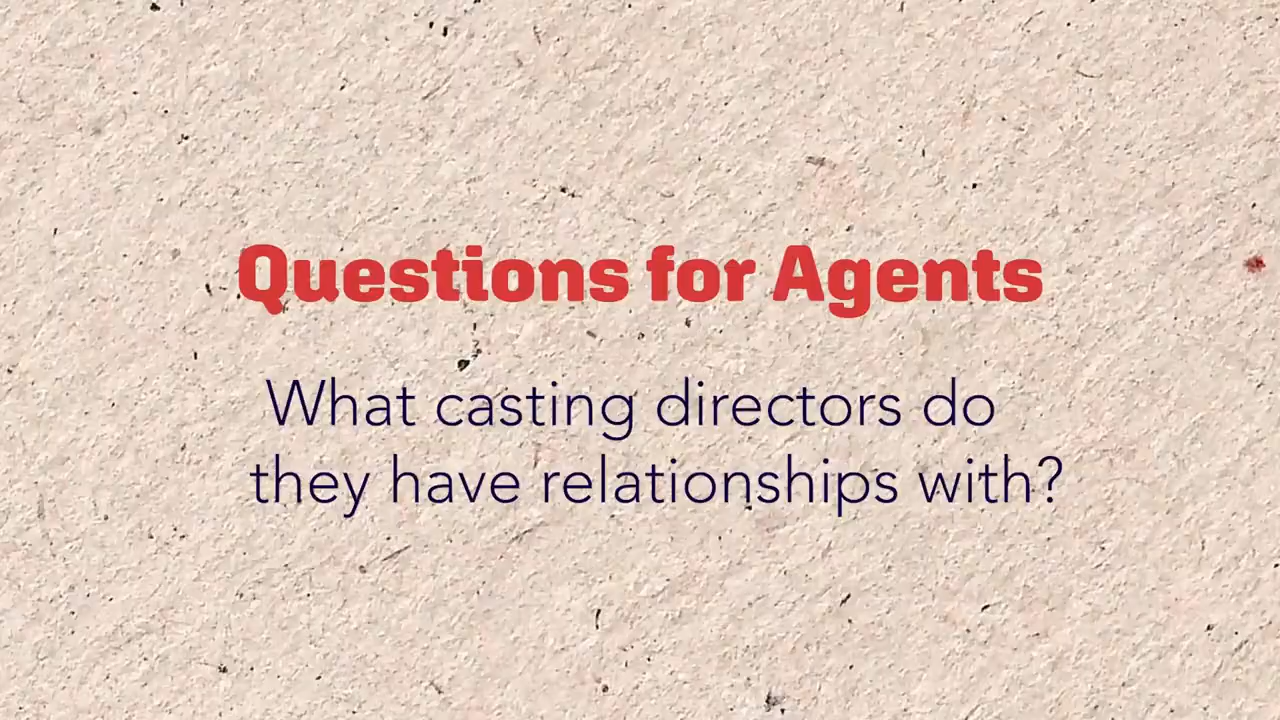 Questions for Agents
What casting directors do
they have relationships with?